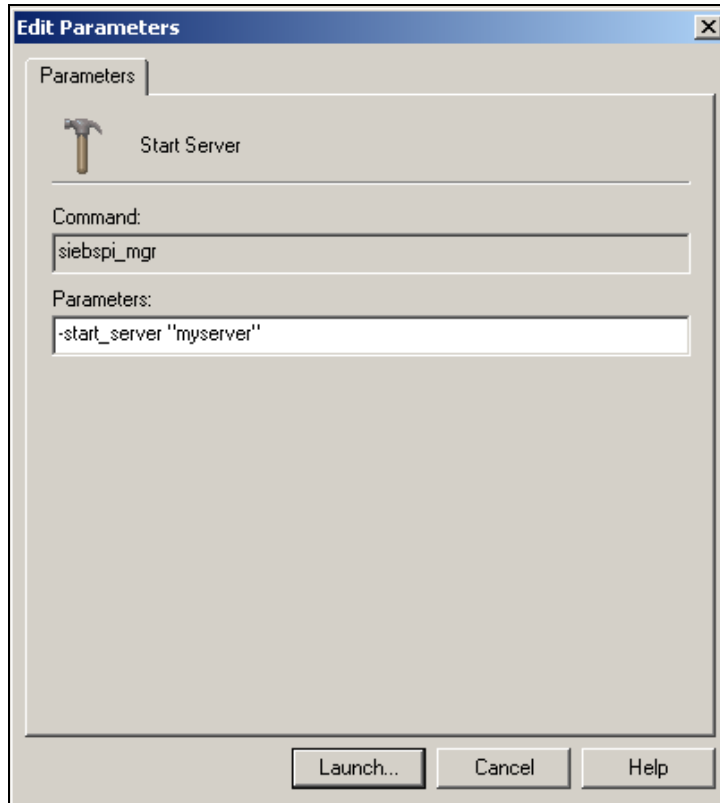 Edit Parameters
Parameters
Start Server
Command:
siebspi_mgr
Parameters:
-start_server "myserver"
Launch...
Cancel
Help